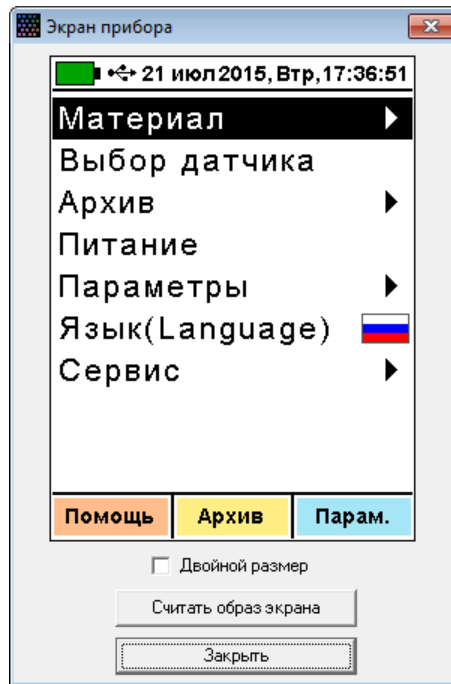 Экран прибора
21 июл 2015, Втр, 17:36:51
Материал
Выбор датчика
Архив
Питание
Параметры
Язык(Language)
Сервис
Помощь Архив Парам.
Двойной размер
Считать образ экрана
Закрыть